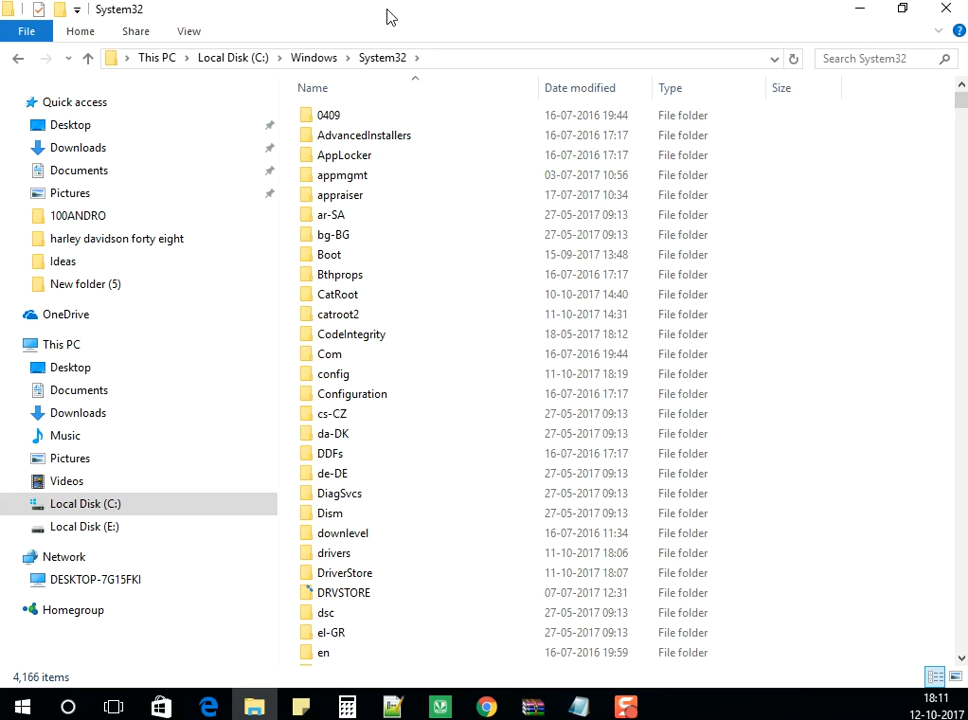 System32
File Home Share View
This PC Local Disk (C:) Windows System32
Search System32
Name Date modified Type Size
Quick access
Desktop
Downloads
Documents
Pictures
100ANDRO
harley davidson forty eight
Ideas
New folder (5)
OneDrive
This PC
Desktop
Documents
Downloads
Music
Pictures
Videos
Local Disk (C:)
Local Disk (E:)
Network
DESKTOP-7G15FKI
Homegroup
0409 16-07-2016 19:44 File folder
AdvancedInstallers 16-07-2016 17:17 File folder
AppLocker 16-07-2016 17:17 File folder
appmgmt 03-07-2017 10:56 File folder
appraiser 17-07-2017 10:34 File folder
ar-SA 27-05-2017 09:13 File folder
bg-BG 27-05-2017 09:13 File folder
Boot 15-09-2017 13:48 File folder
Bthprops 16-07-2016 17:17 File folder
CatRoot 10-10-2017 14:40 File folder
catroot2 11-10-2017 14:31 File folder
CodeIntegrity 18-05-2017 18:12 File folder
Com 16-07-2016 19:44 File folder
config 11-10-2017 18:19 File folder
Configuration 16-07-2016 17:17 File folder
cs-CZ 27-05-2017 09:13 File folder
da-DK 27-05-2017 09:13 File folder
DDFs 16-07-2016 17:17 File folder
de-DE 27-05-2017 09:13 File folder
DiagSvcs 27-05-2017 09:13 File folder
Dism 27-05-2017 09:13 File folder
downlevel 16-07-2016 11:34 File folder
drivers 11-10-2017 18:06 File folder
DriverStore 11-10-2017 18:07 File folder
DRVSTORE 07-07-2017 12:31 File folder
dsc 27-05-2017 09:13 File folder
el-GR 27-05-2017 09:13 File folder
en 16-07-2016 19:59 File folder
4,166 items
18:11
12-10-2017